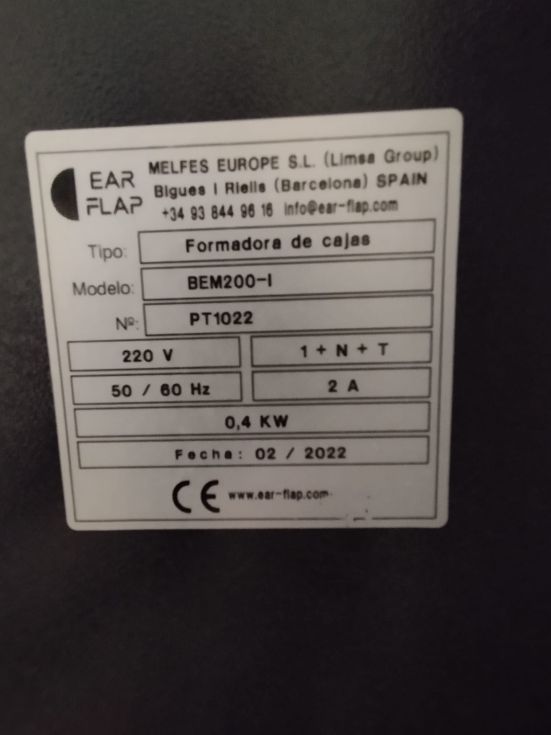 EAR FLAP
MELFES EUROPE S.L. (Limsa Group)
Bigues i Riells (Barcelona) SPAIN
+34 93 844 96 16 info@ear-flap.com
Tipo: Formadora de cajas
Modelo: BEM200-I
Nº: PT1022
220 V 1 + N + T
50 / 60 Hz 2 A
0,4 KW
Fecha: 02 / 2022
CE www.ear-flap.com